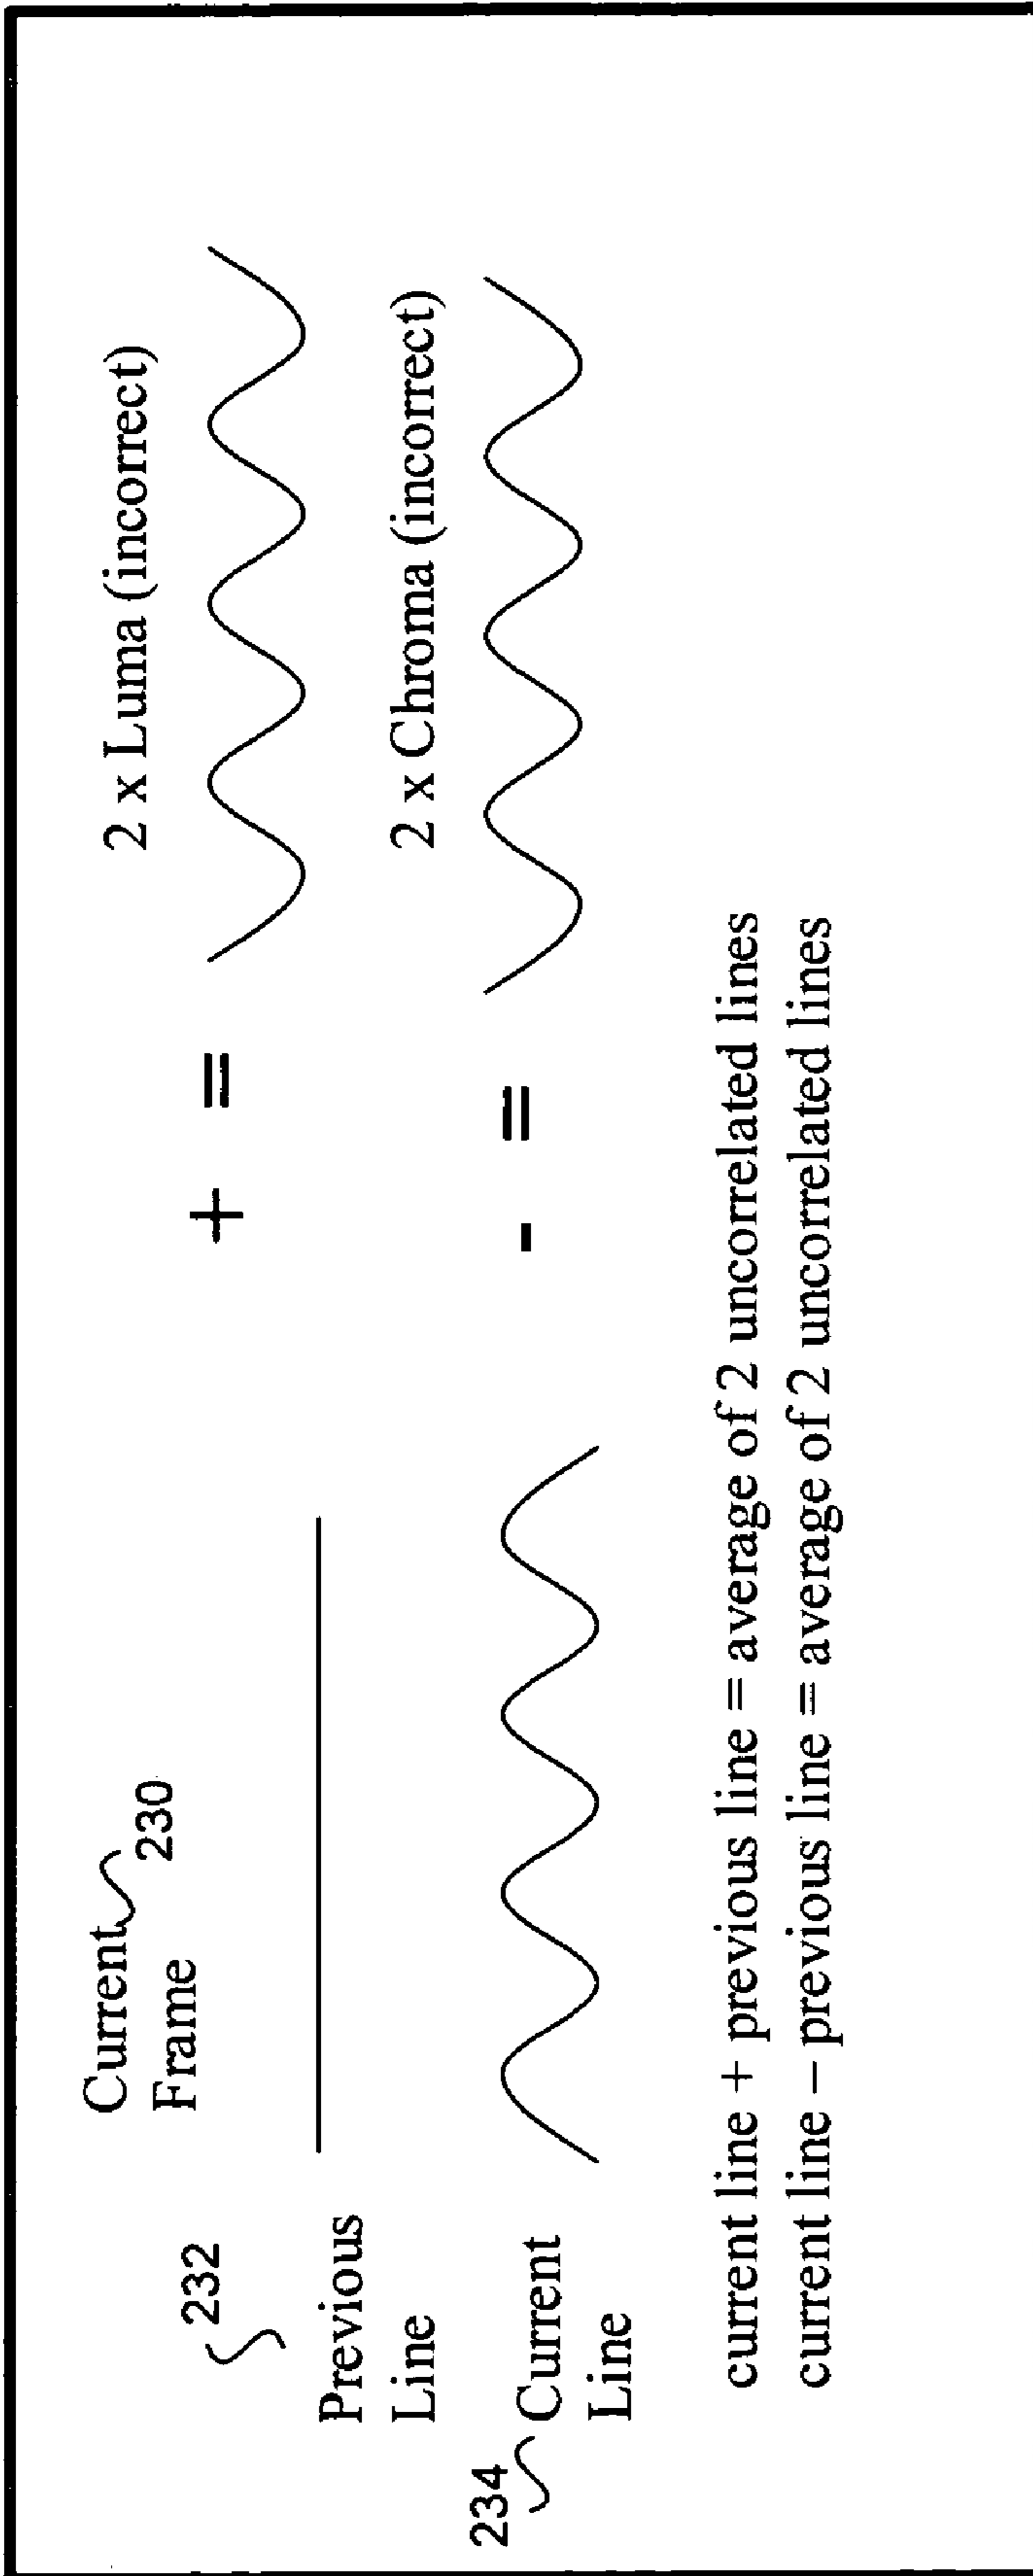 Current
Frame
230
232
Previous
Line
234
Current
Line
+ =
2 x Luma (incorrect)
- =
2 x Chroma (incorrect)
current line + previous line = average of 2 uncorrelated lines
current line – previous line = average of 2 uncorrelated lines